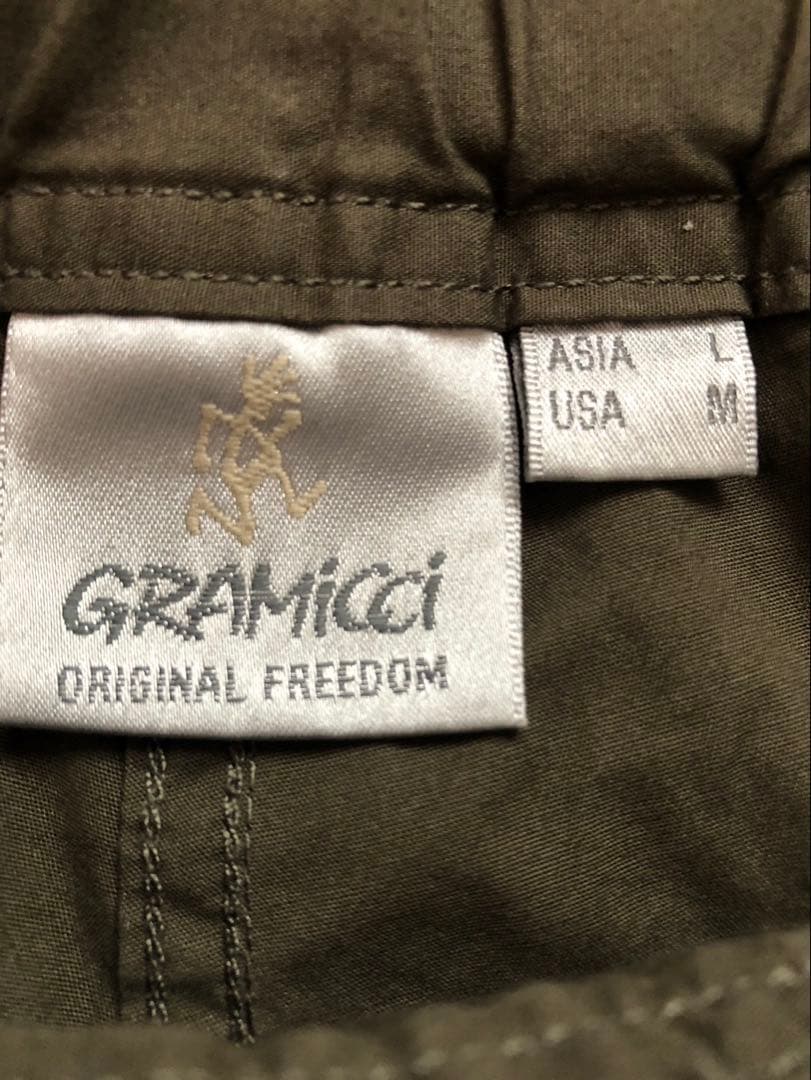 GRAMiCCi
ORIGINAL FREEDOM
ASIA L
USA M